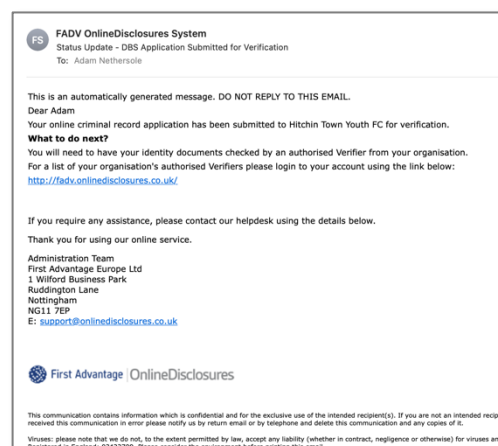 FS
FADV OnlineDisclosures System
Status Update - DBS Application Submitted for Verification
To: Adam Nethersole
This is an automatically generated message. DO NOT REPLY TO THIS EMAIL.
Dear Adam
Your online criminal record application has been submitted to Hitchin Town Youth FC for verification.
What to do next?
You will need to have your identity documents checked by an authorised Verifier from your organisation.
For a list of your organisation's authorised Verifiers please login to your account using the link below:
http://fadv.onlinedisclosures.co.uk/
If you require any assistance, please contact our helpdesk using the details below.
Thank you for using our online service.
Administration Team
First Advantage Europe Ltd
1 Wilford Business Park
Ruddington Lane
Nottingham
NG11 7EP
E: support@onlinedisclosures.co.uk
First Advantage | OnlineDisclosures
This communication contains information which is confidential and for the exclusive use of the intended recipient(s). If you are not an intended recip
received this communication in error please notify us by return email or by telephone and delete this communication and any copies of it.
Viruses: please note that we do not, to the extent permitted by law, accept any liability (whether in contract, negligence or otherwise) for viruses an